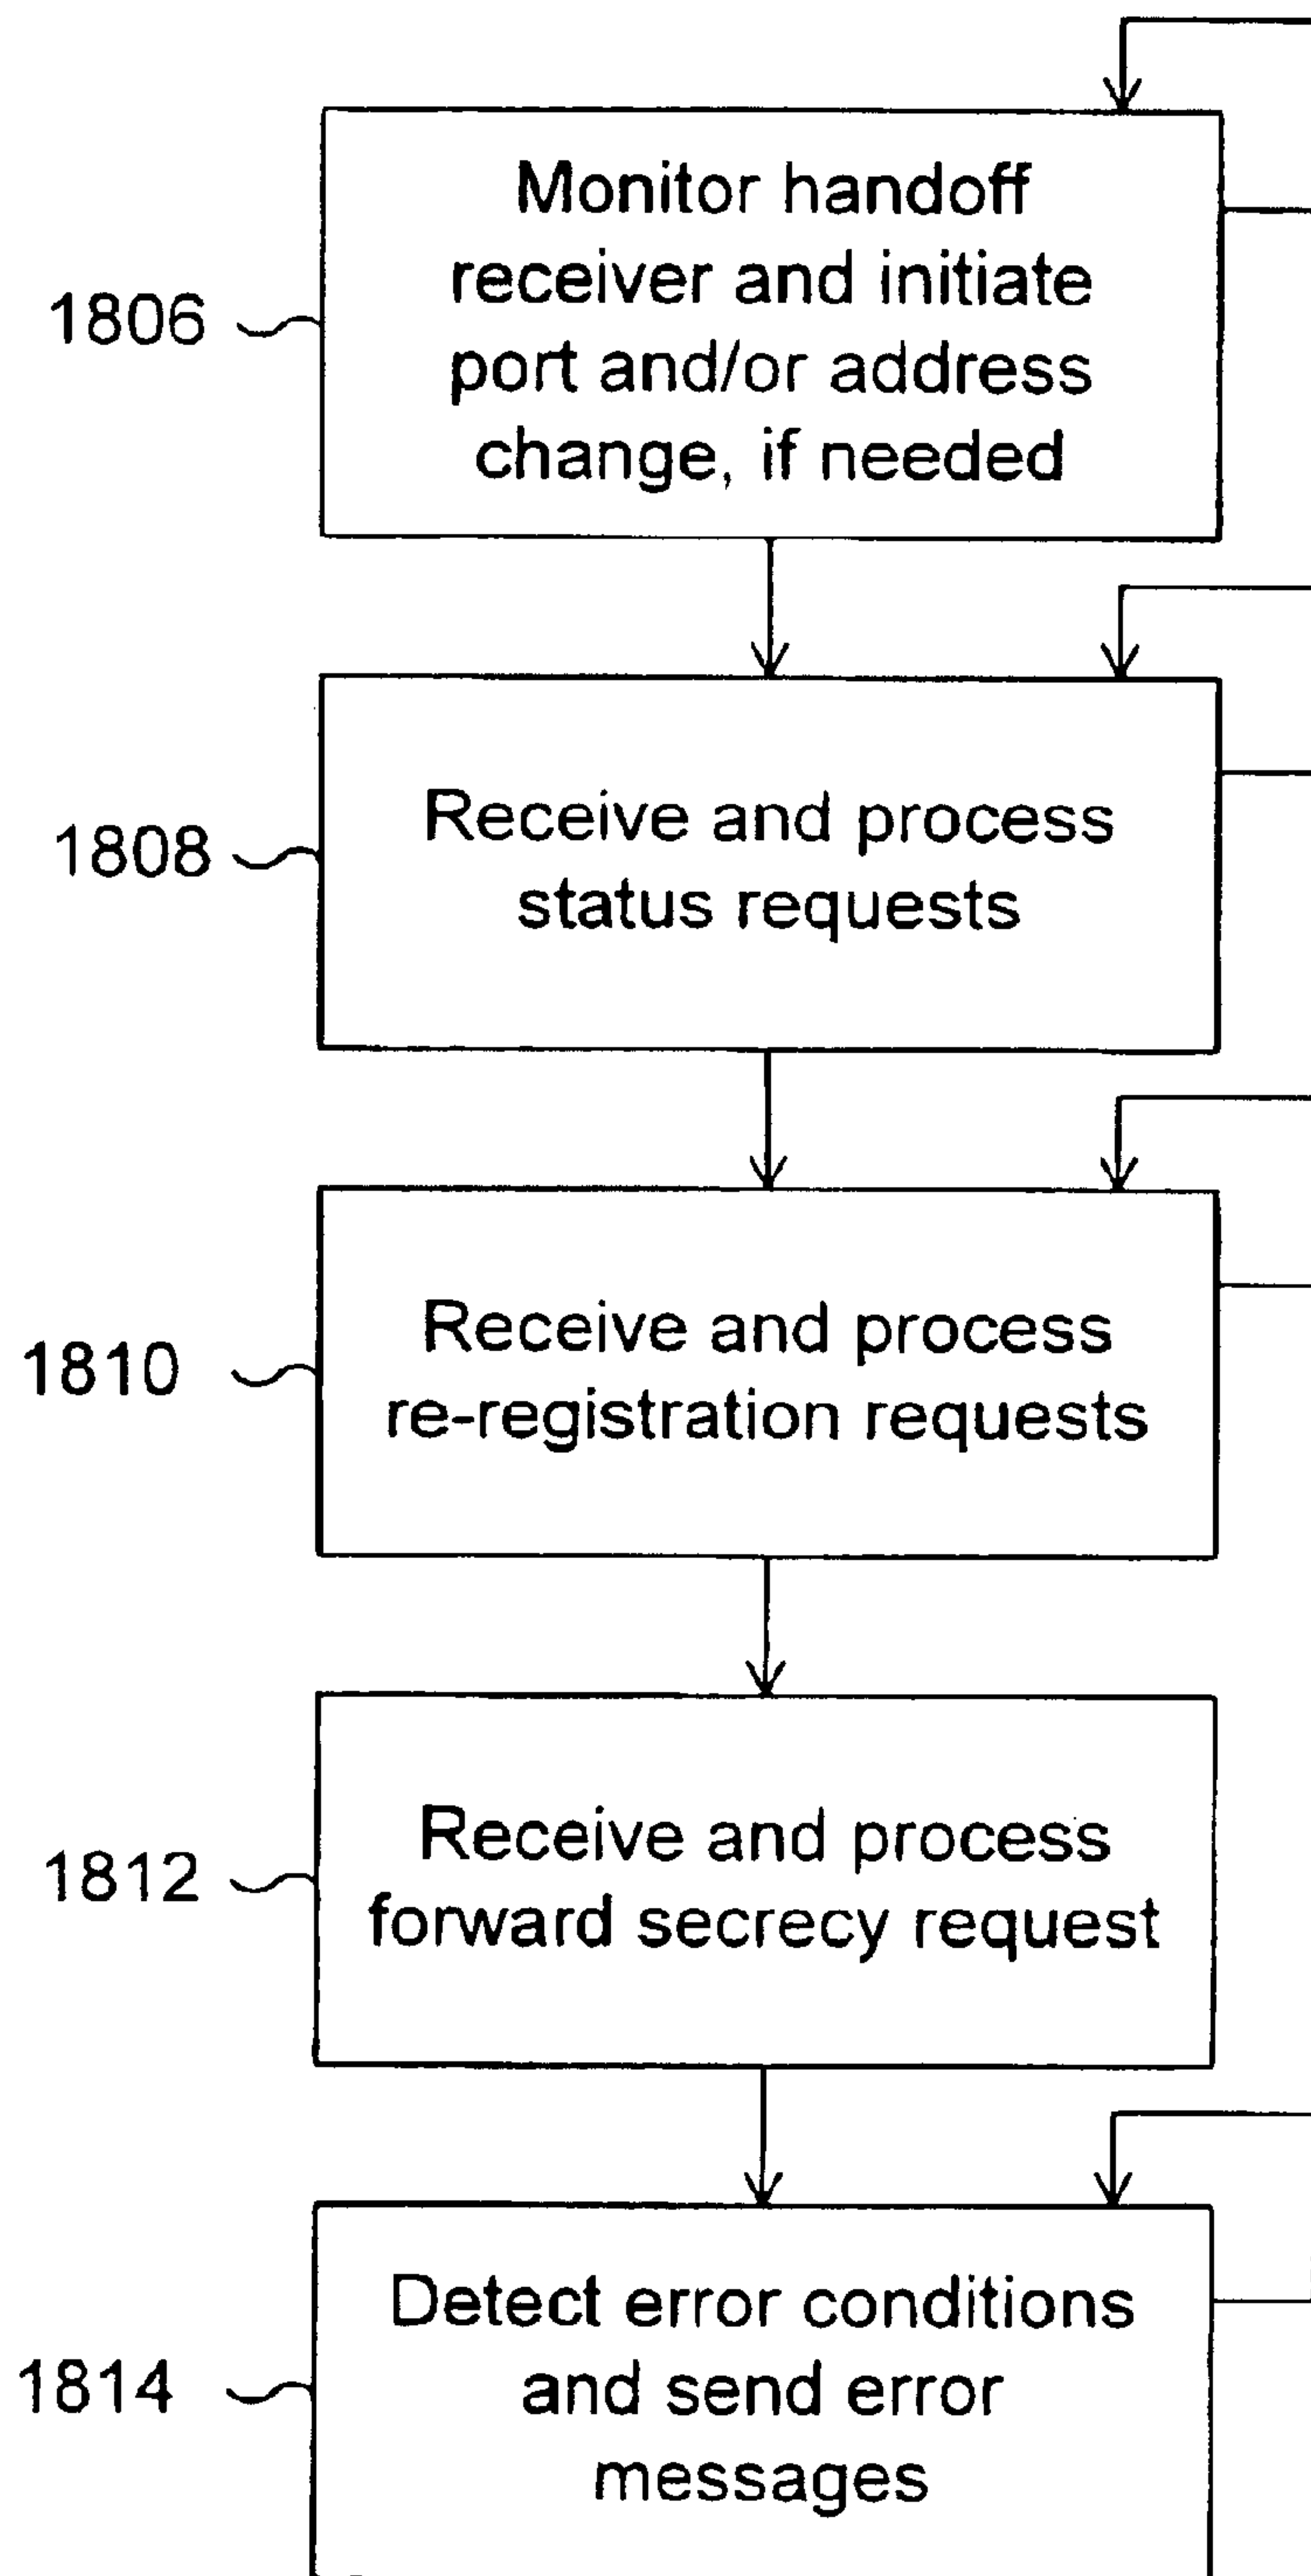 Monitor handoff
receiver and initiate
1806
port and/or address
change, if needed
Receive and process
1808
status requests
Receive and process
1810
re-registration requests
Receive and process
1812
forward secrecy request
Detect error conditions
1814
and send error
messages